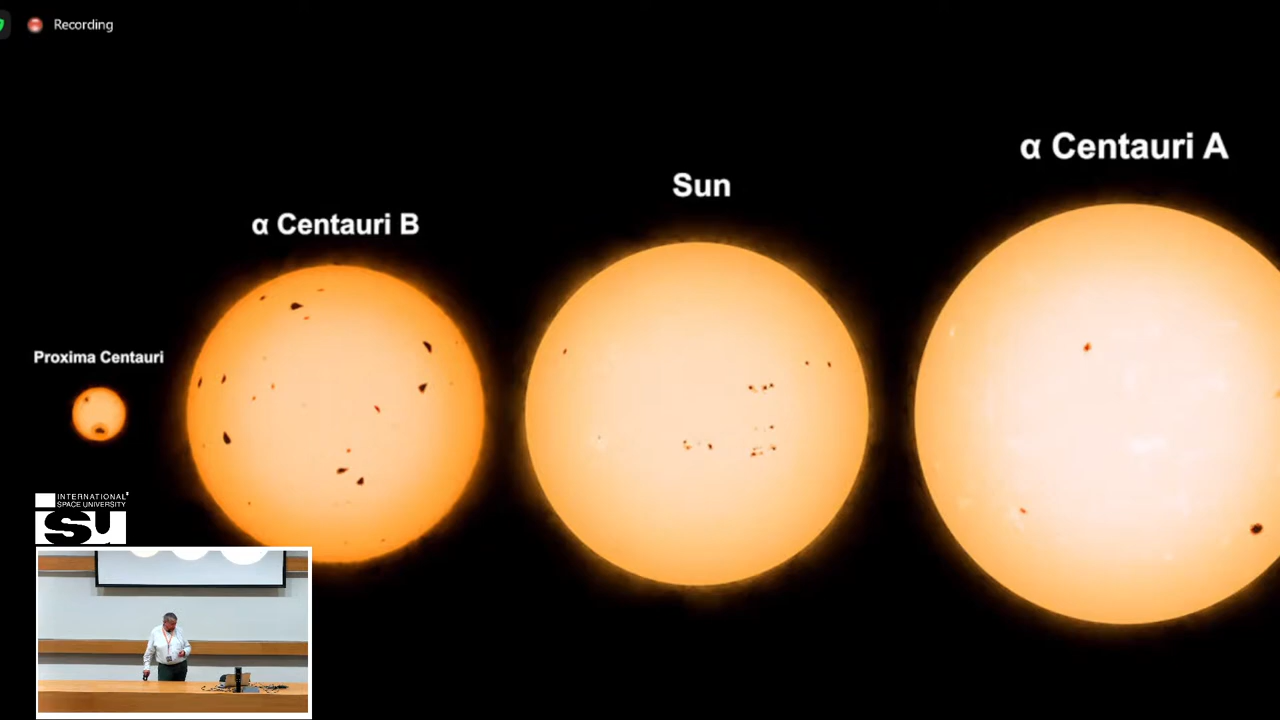 Recording
α Centauri A
Sun
α Centauri B
Proxima Centauri
INTERNATIONAL
SPACE UNIVERSITY
isu